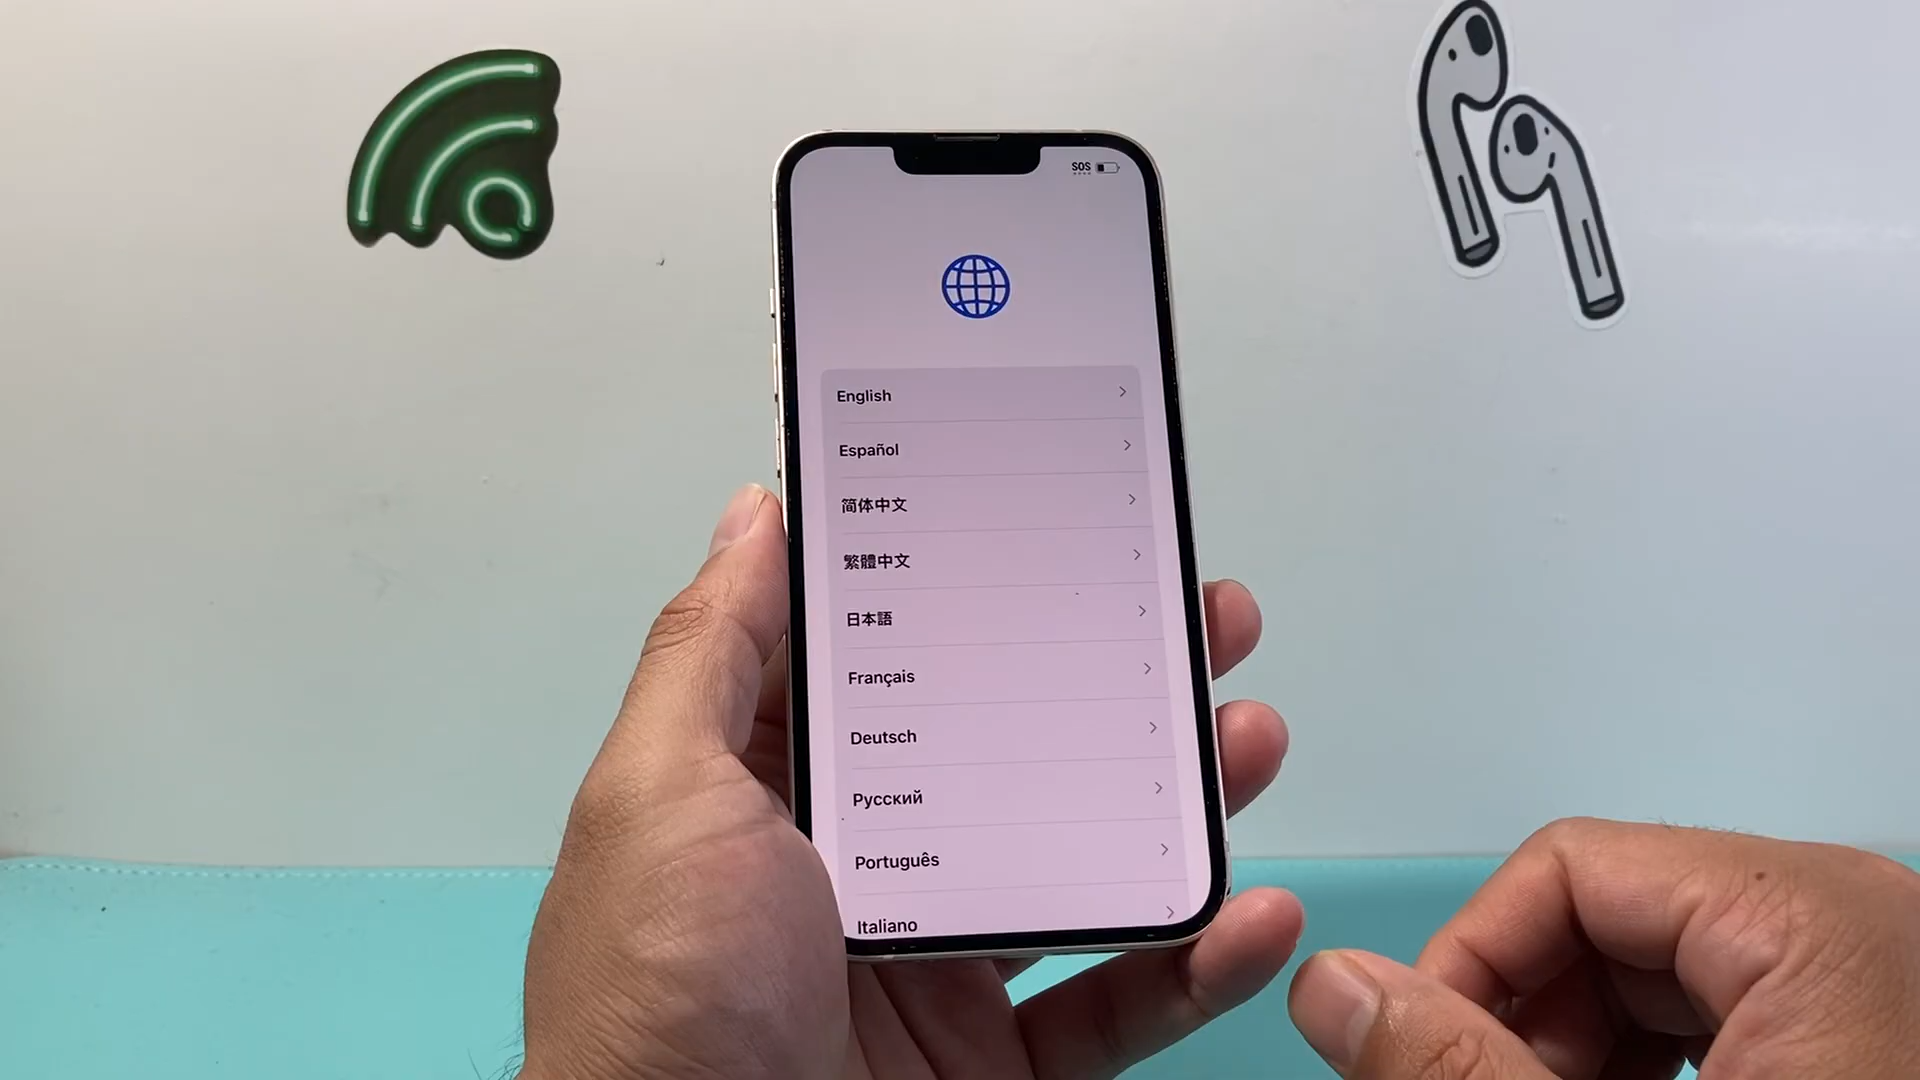 SOS
English
Español
简体中文
繁體中文
日本語
Français
Deutsch
Русский
Português
Italiano